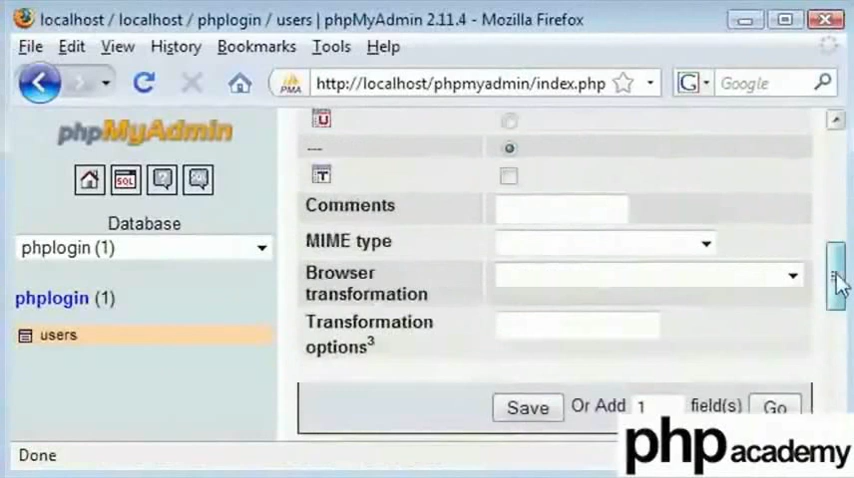 localhost / localhost / phplogin / users | phpMyAdmin 2.11.4 - Mozilla Firefox
File Edit View History Bookmarks Tools Help
PMA http://localhost/phpmyadmin/index.php G Google
phpMyAdmin
U
---
T
SQL ?
Database
phplogin (1)
phplogin (1)
users
Comments
MIME type
Browser
transformation
Transformation
options3
Save Or Add 1 field(s) Go
Done
php academy